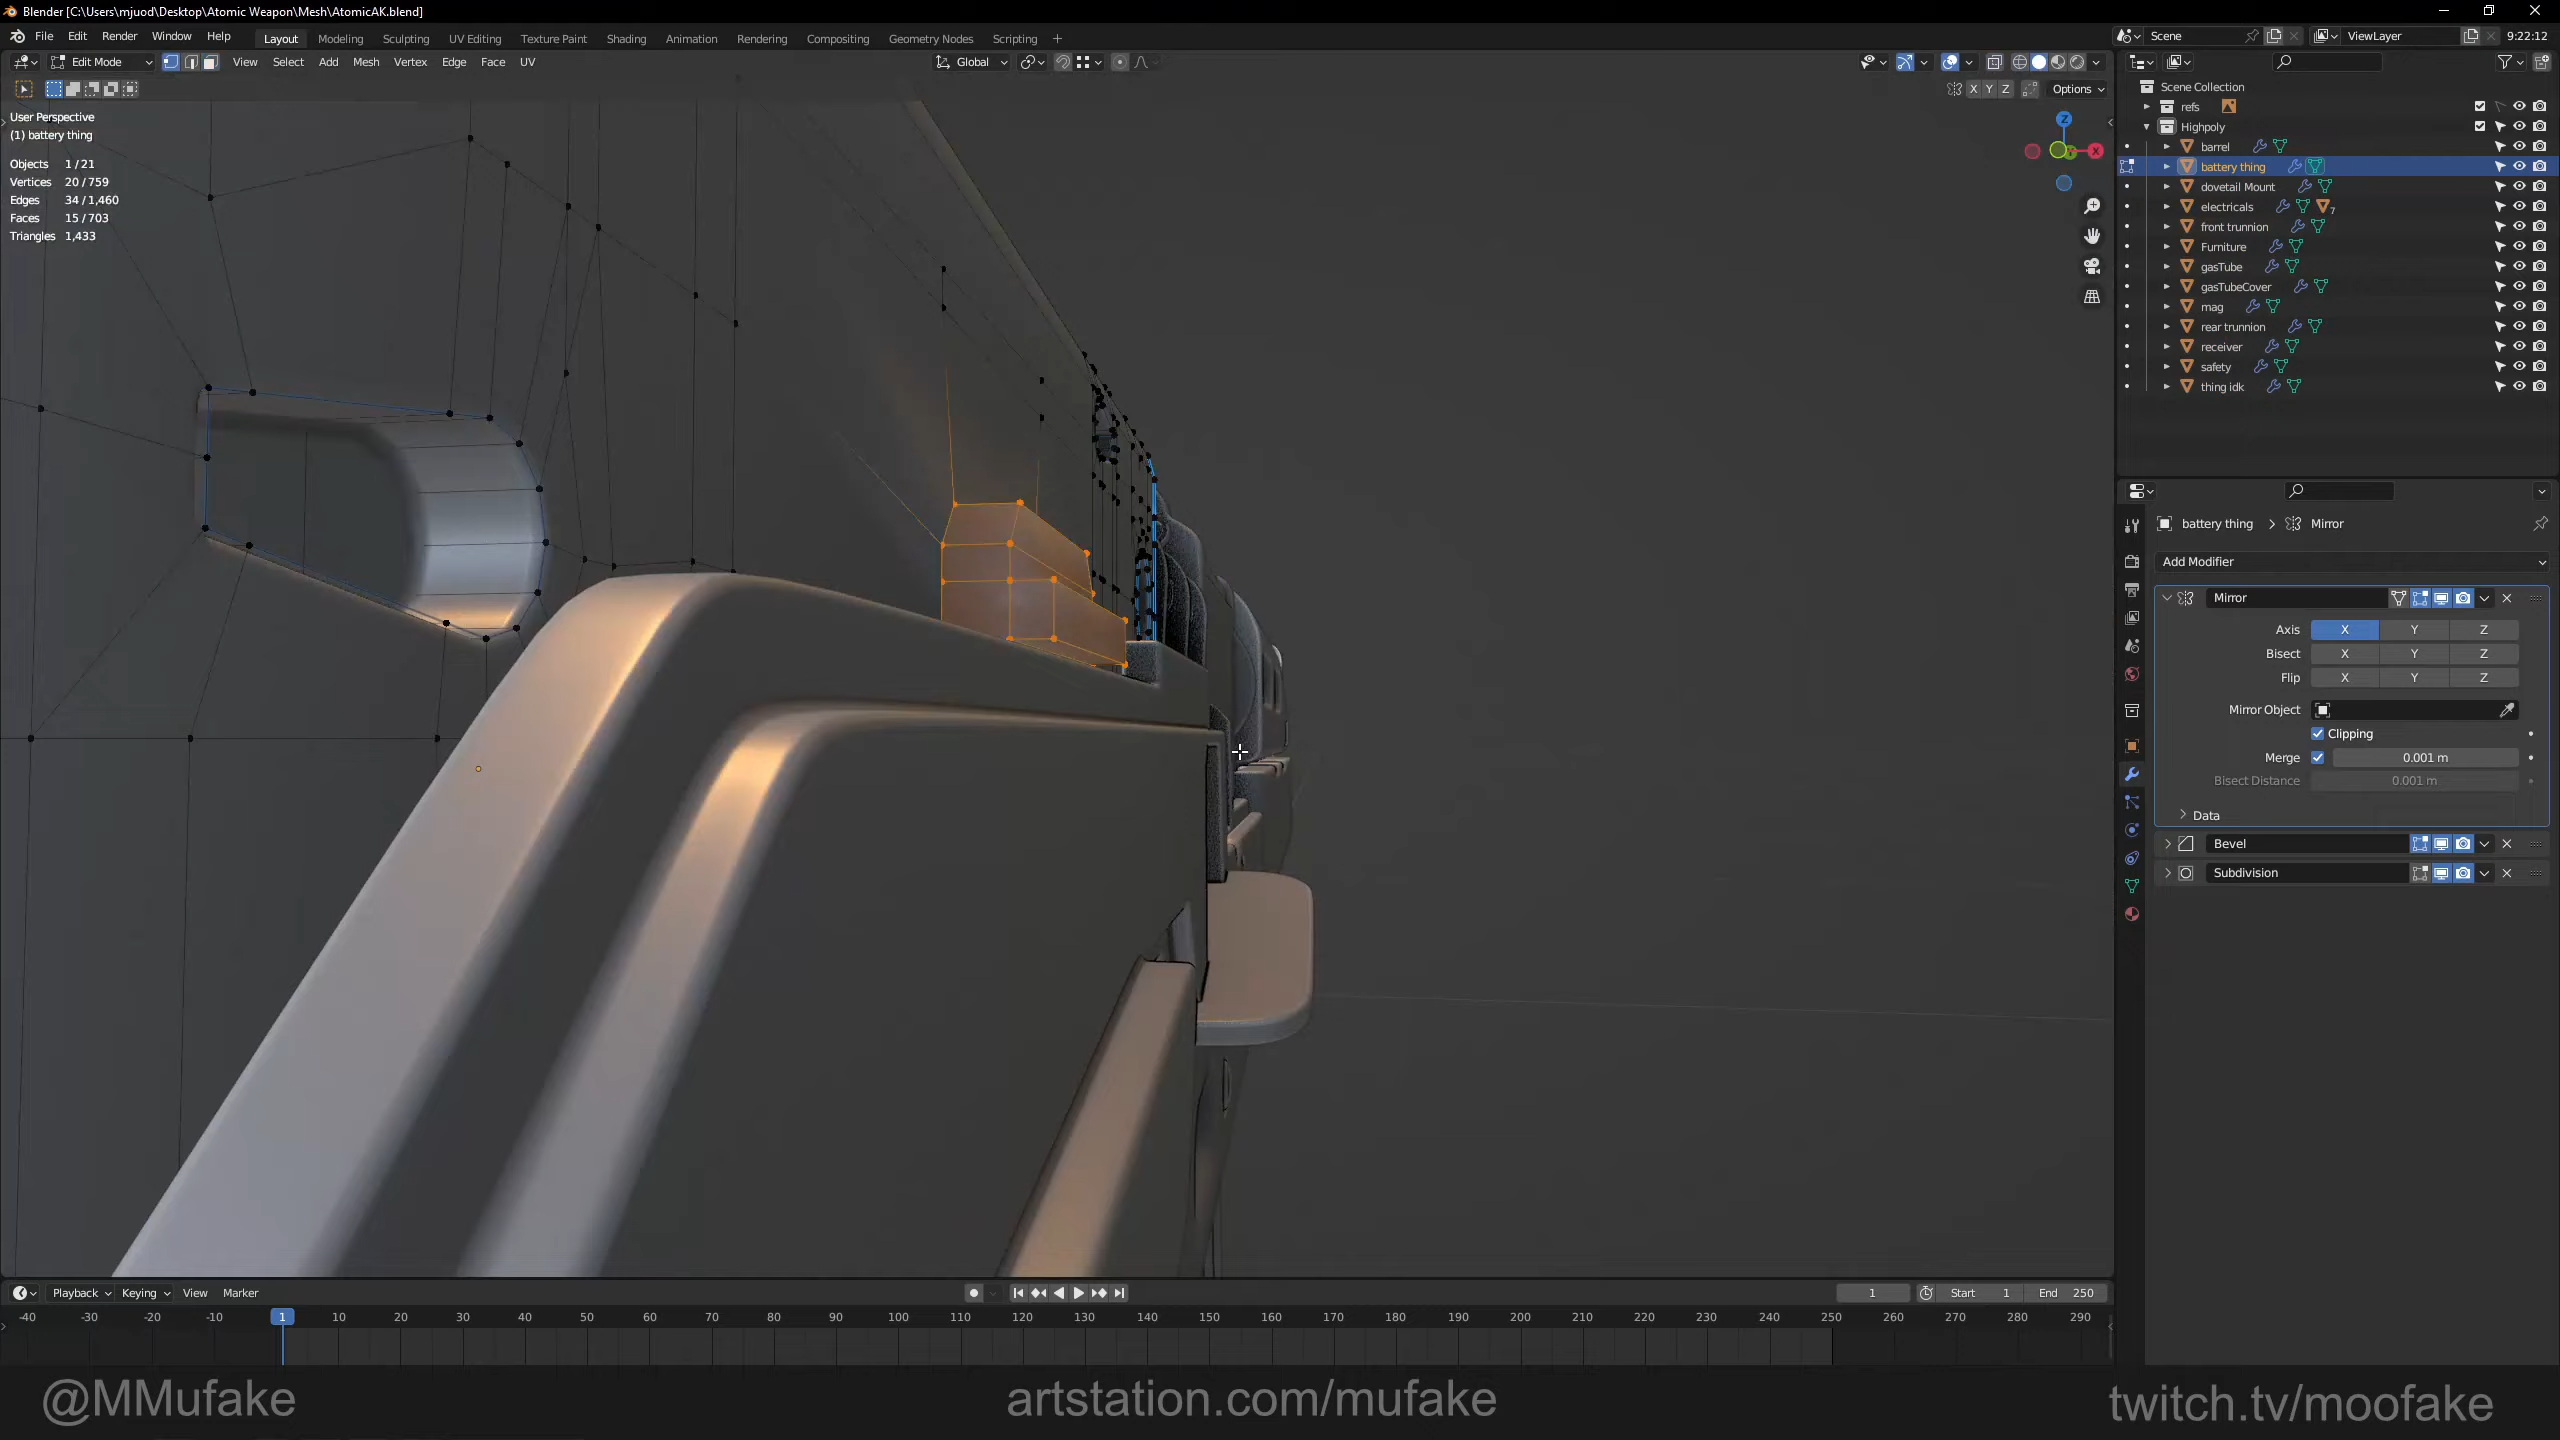 Blender [C:\Users\mjuod\Desktop\Atomic Weapon\Mesh\AtomicAK.blend]
File Edit Render Window Help Layout Modeling Sculpting UV Editing Texture Paint Shading Animation Rendering Compositing Geometry Nodes Scripting + Scene ViewLayer 9:22:12
Edit Mode View Select Add Mesh Vertex Edge Face UV Global
X Y Z Options
User Perspective
(1) battery thing
Objects 1 / 21
Vertices 20 / 759
Edges 34 / 1,460
Faces 15 / 703
Triangles 1,433
Z
X
Scene Collection
refs
Highpoly
barrel
battery thing
dovetail Mount
electricals 7
front trunnion
Furniture
gasTube
gasTubeCover
mag
rear trunnion
receiver
safety
thing idk
battery thing > Mirror
Add Modifier
Mirror
Axis X Y Z
Bisect X Y Z
Flip X Y Z
Mirror Object
Clipping
Merge 0.001 m
Bisect Distance 0.001 m
Data
Bevel
Subdivision
Playback Keying View Marker 1 Start 1 End 250
-40 -30 -20 -10 1 10 20 30 40 50 60 70 80 90 100 110 120 130 140 150 160 170 180 190 200 210 220 230 240 250 260 270 280 290
@MMufake artstation.com/mufake twitch.tv/moofake